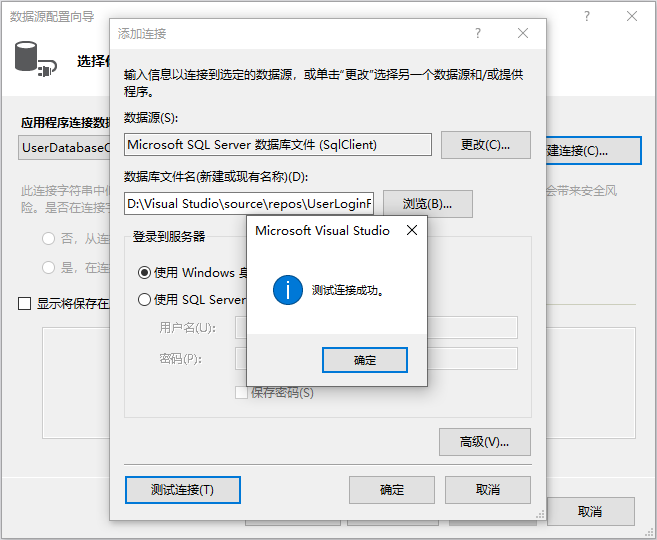 数据源配置向导
? ×
选择
应用程序连接数据
UserDatabase
建连接(C)...
此连接字符串中
会带来安全风
险。是否在连接字
否，从连
是，在连
显示将保存在
取消
添加连接
? ×
输入信息以连接到选定的数据源，或单击“更改”选择另一个数据源和/或提供
程序。
数据源(S):
Microsoft SQL Server 数据库文件 (SqlClient)
更改(C)...
数据库文件名(新建或现有名称)(D):
D:\Visual Studio\source\repos\UserLoginF
浏览(B)...
登录到服务器
使用 Windows 身
使用 SQL Server
用户名(U):
密码(P):
保存密码(S)
高级(V)...
测试连接(T)
确定
取消
Microsoft Visual Studio
×
测试连接成功。
确定